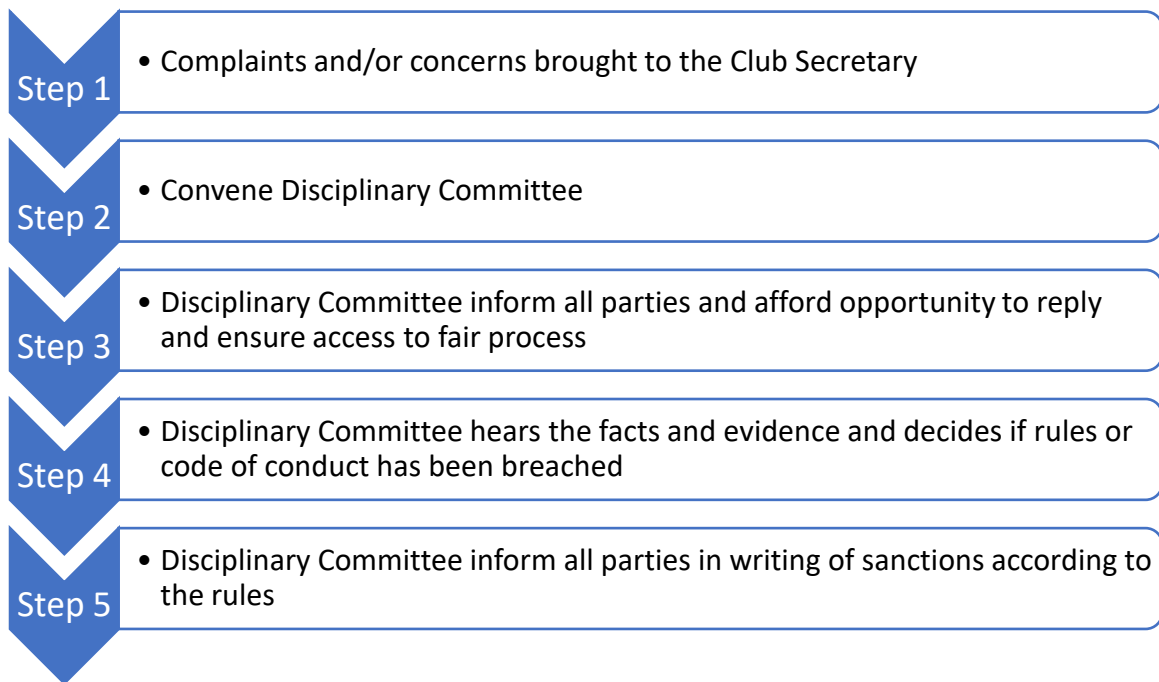 Step 1
• Complaints and/or concerns brought to the Club Secretary
Step 2
• Convene Disciplinary Committee
Step 3
• Disciplinary Committee inform all parties and afford opportunity to reply
and ensure access to fair process
Step 4
• Disciplinary Committee hears the facts and evidence and decides if rules or
code of conduct has been breached
Step 5
• Disciplinary Committee inform all parties in writing of sanctions according to
the rules